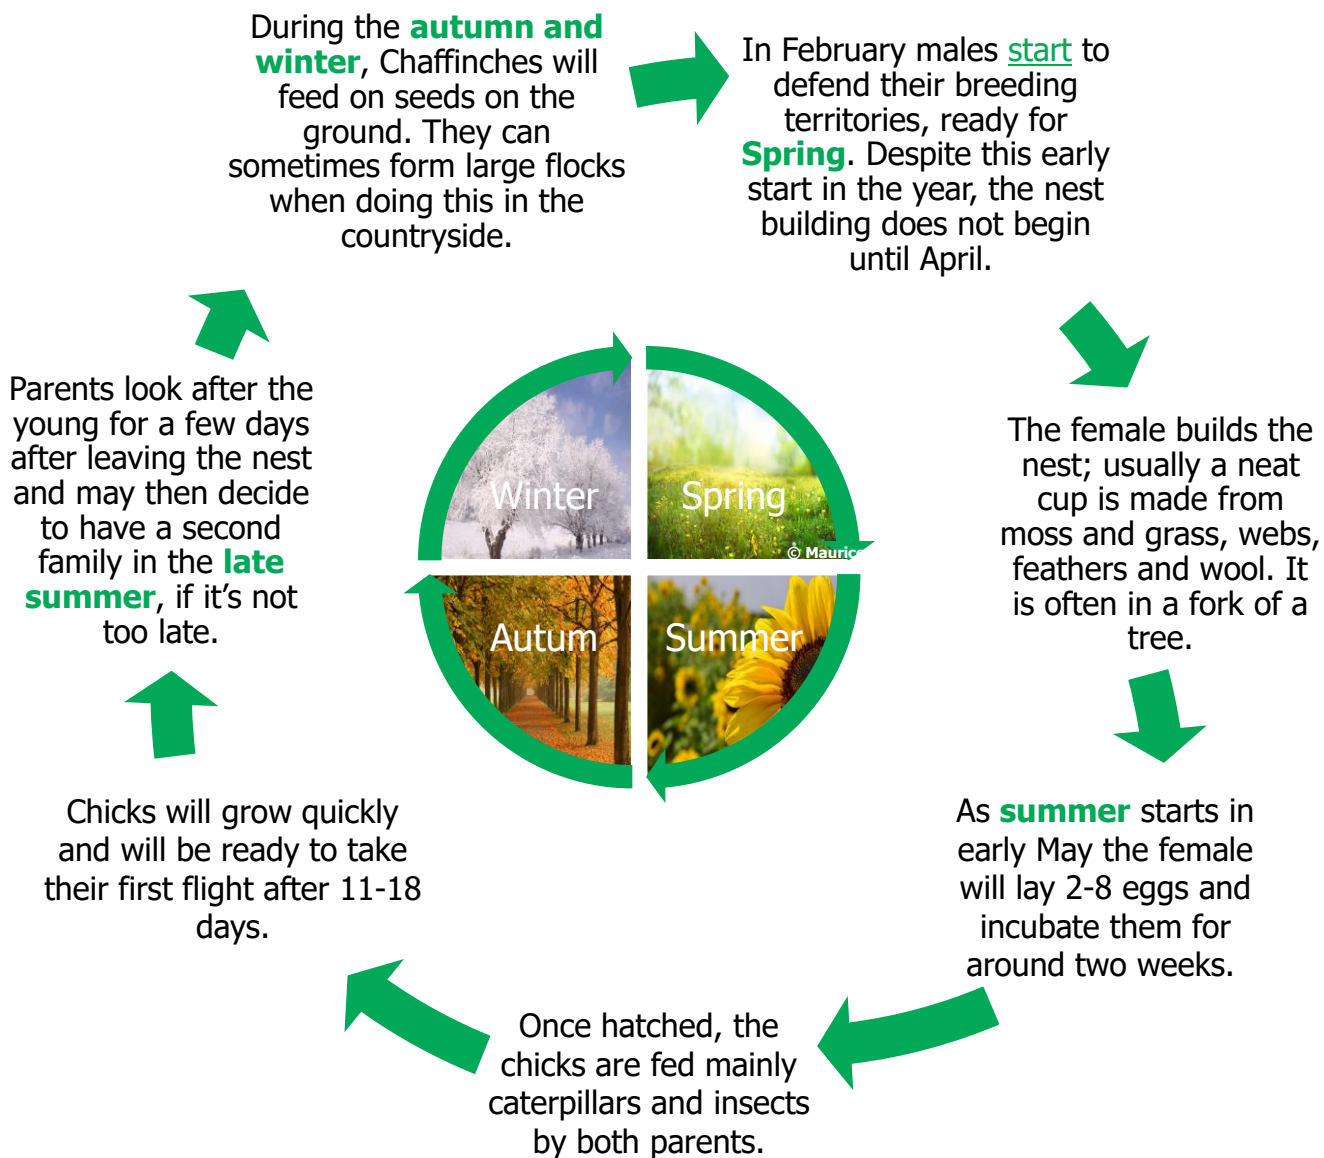 During the autumn and
winter, Chaffinches will
feed on seeds on the
ground. They can
sometimes form large flocks
when doing this in the
countryside.
In February males start to
defend their breeding
territories, ready for
Spring. Despite this early
start in the year, the nest
building does not begin
until April.
The female builds the
nest; usually a neat
cup is made from
moss and grass, webs,
feathers and wool. It
is often in a fork of a
tree.
As summer starts in
early May the female
will lay 2-8 eggs and
incubate them for
around two weeks.
Once hatched, the
chicks are fed mainly
caterpillars and insects
by both parents.
Chicks will grow quickly
and will be ready to take
their first flight after 11-18
days.
Parents look after the
young for a few days
after leaving the nest
and may then decide
to have a second
family in the late
summer, if it's not
too late.
Winter
Spring
© Maurice
Autum
Summer